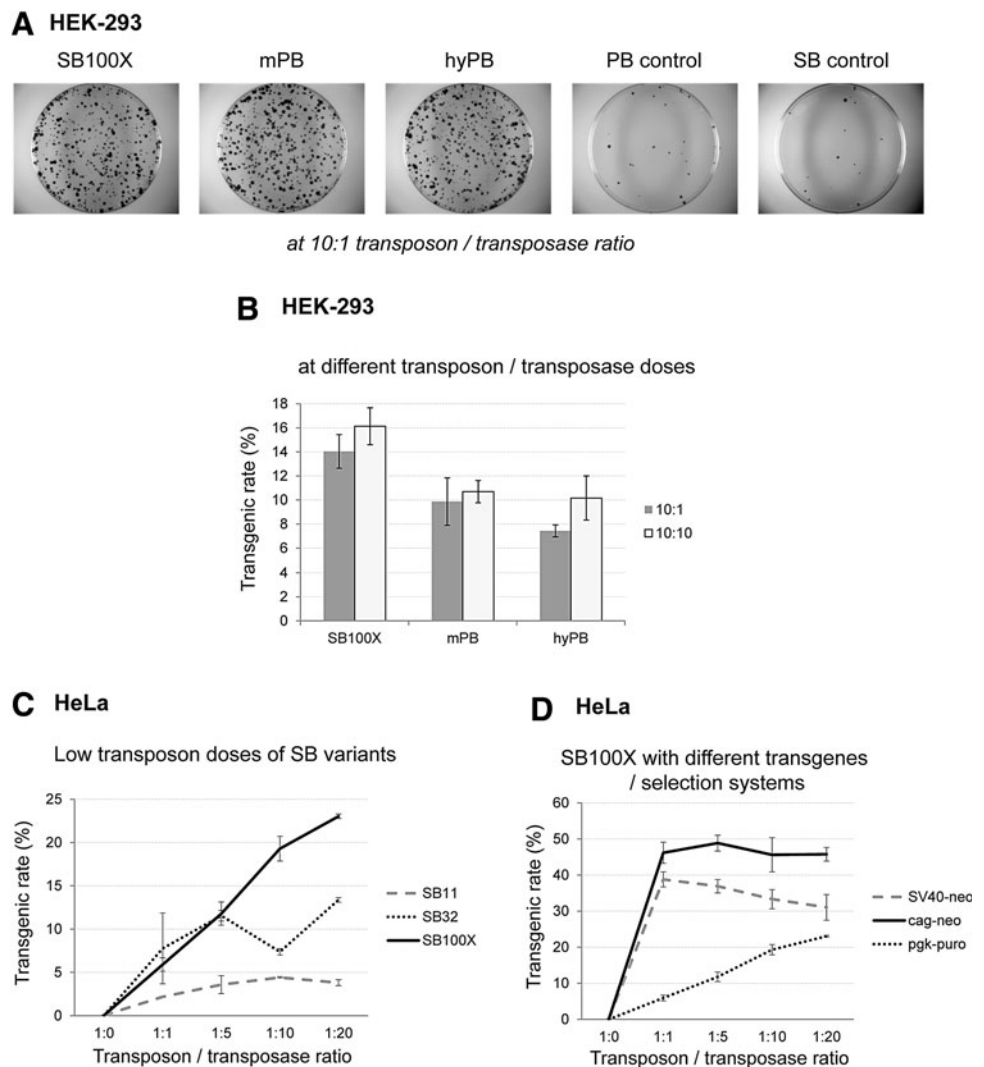 A HEK-293
SB100X mPB hyPB PB control SB control
at 10:1 transposon / transposase ratio
B HEK-293
at different transposon / transposase doses
Transgenic rate (%)
18
16
14
12
10
8
6
4
2
0
SB100X mPB hyPB
10:1
10:10
C HeLa
Low transposon doses of SB variants
Transgenic rate (%)
25
20
15
10
5
0
1:0 1:1 1:5 1:10 1:20
Transposon / transposase ratio
SB11
SB32
SB100X
D HeLa
SB100X with different transgenes
/ selection systems
Transgenic rate (%)
60
50
40
30
20
10
0
1:0 1:1 1:5 1:10 1:20
Transposon / transposase ratio
SV40-neo
cag-neo
pgk-puro